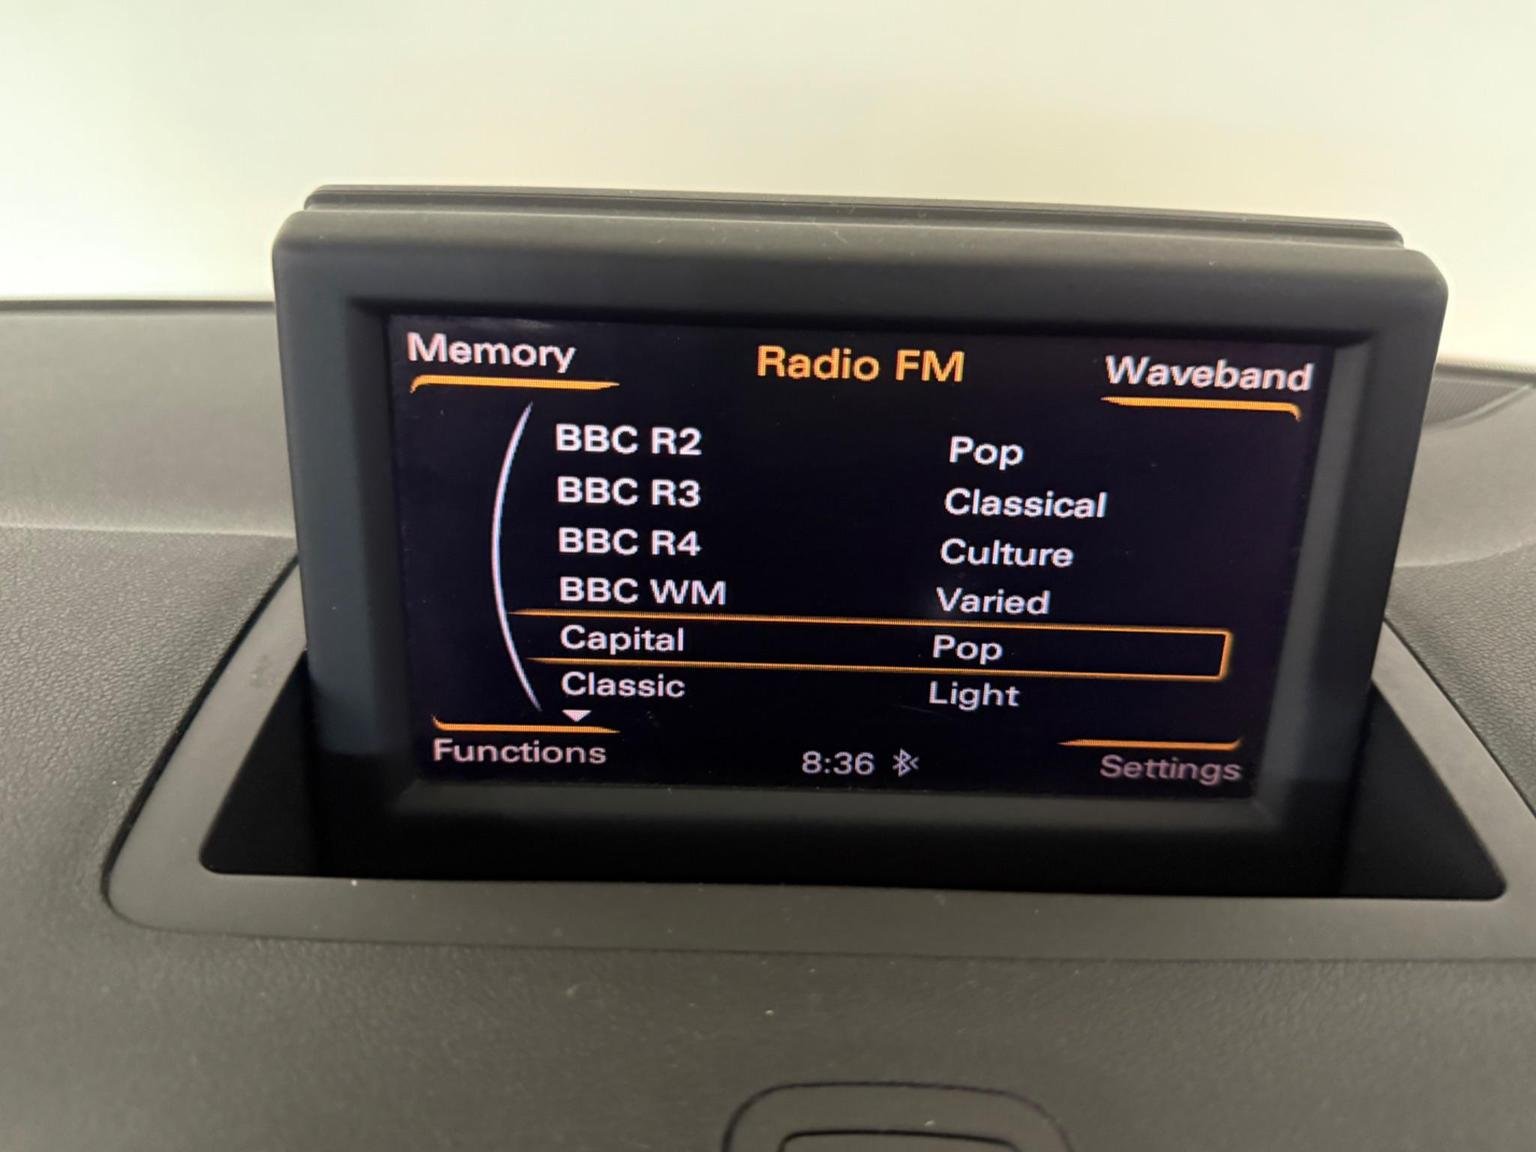 Memory Radio FM Waveband
BBC R2 Pop
BBC R3 Classical
BBC R4 Culture
BBC WM Varied
Capital Pop
Classic Light
Functions 8:36 Settings